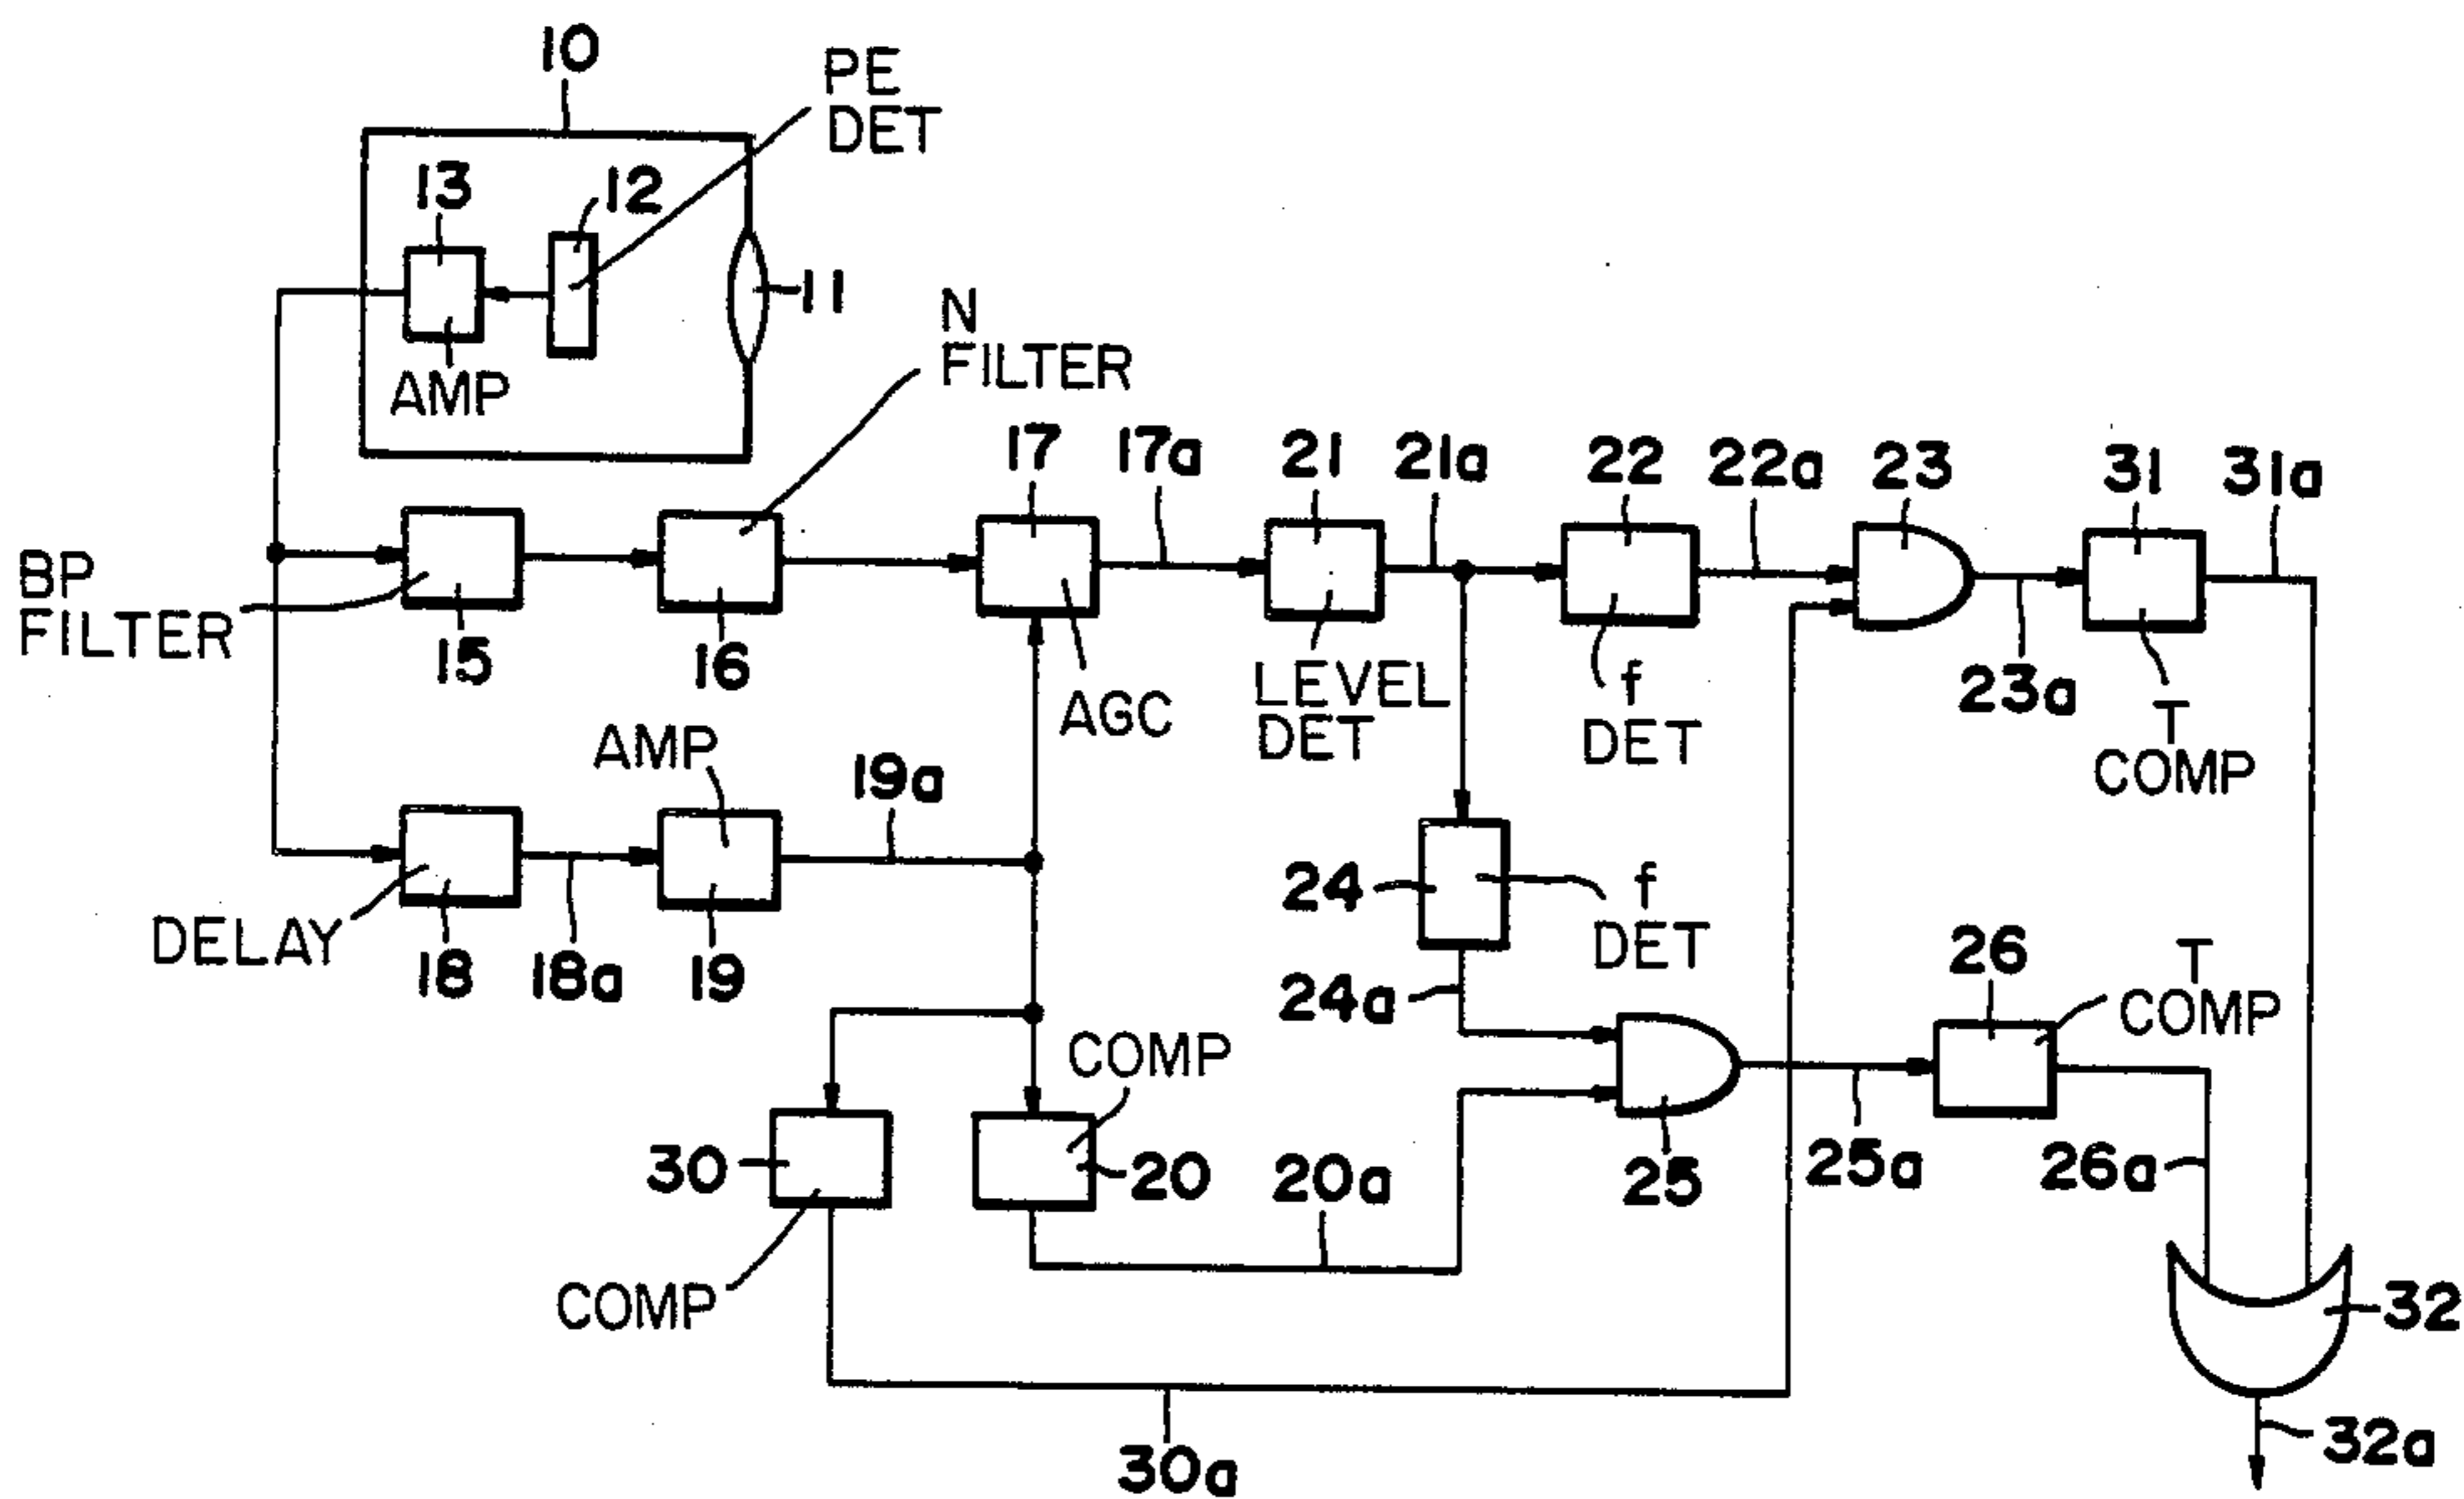 10
PE
DET
13
12
11
AMP
N
FILTER
17
17a
21
21a
22
22a
23
31
31a
BP
FILTER
15
16
AGC
LEVEL
DET
f
DET
23a
T
COMP
AMP
19a
DELAY
18
18a
19
24
f
DET
24a
26
T
COMP
COMP
30
20
20a
25
25a
26a
COMP
32
30a
32a